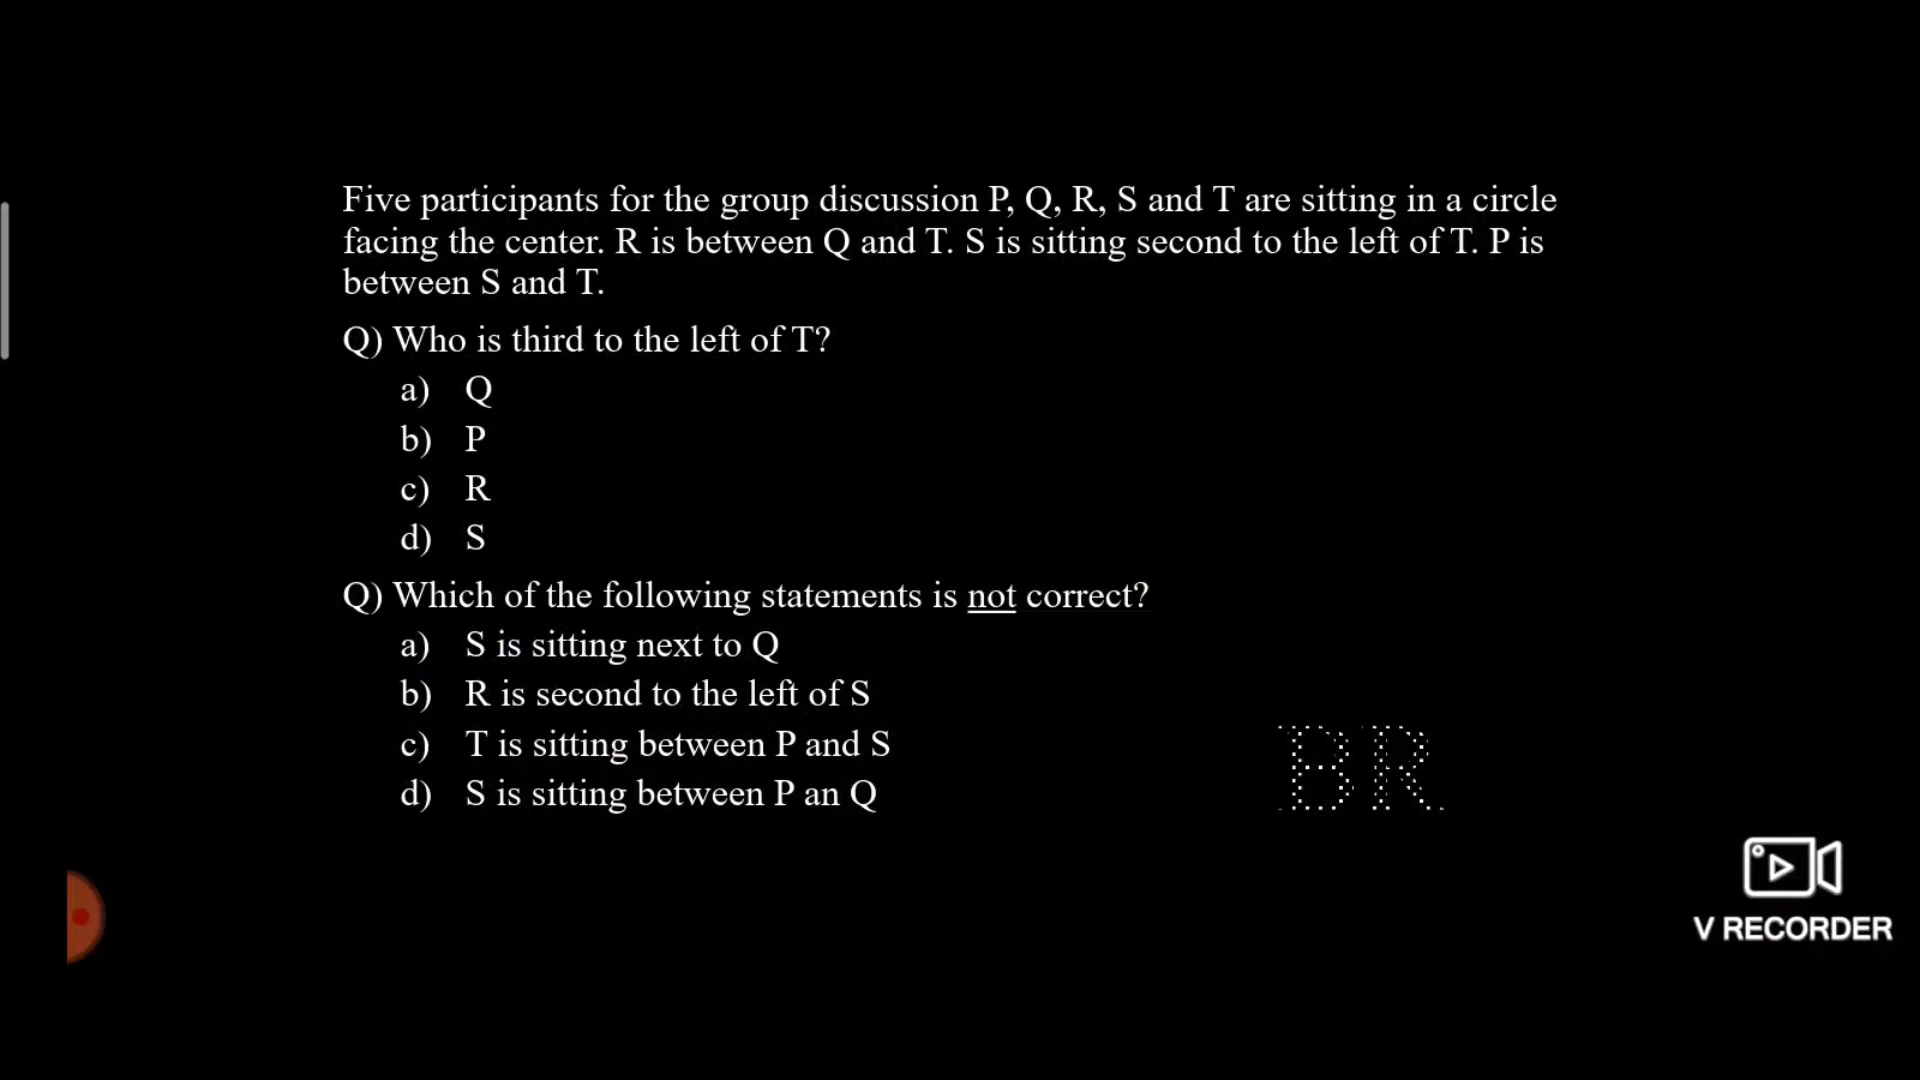 Five participants for the group discussion P, Q, R, S and T are sitting in a circle
facing the center. R is between Q and T. S is sitting second to the left of T. P is
between S and T.
Q) Who is third to the left of T?
a) Q
b) P
c) R
d) S
Q) Which of the following statements is not correct?
a) S is sitting next to Q
b) R is second to the left of S
c) T is sitting between P and S
d) S is sitting between P an Q
BR
V RECORDER